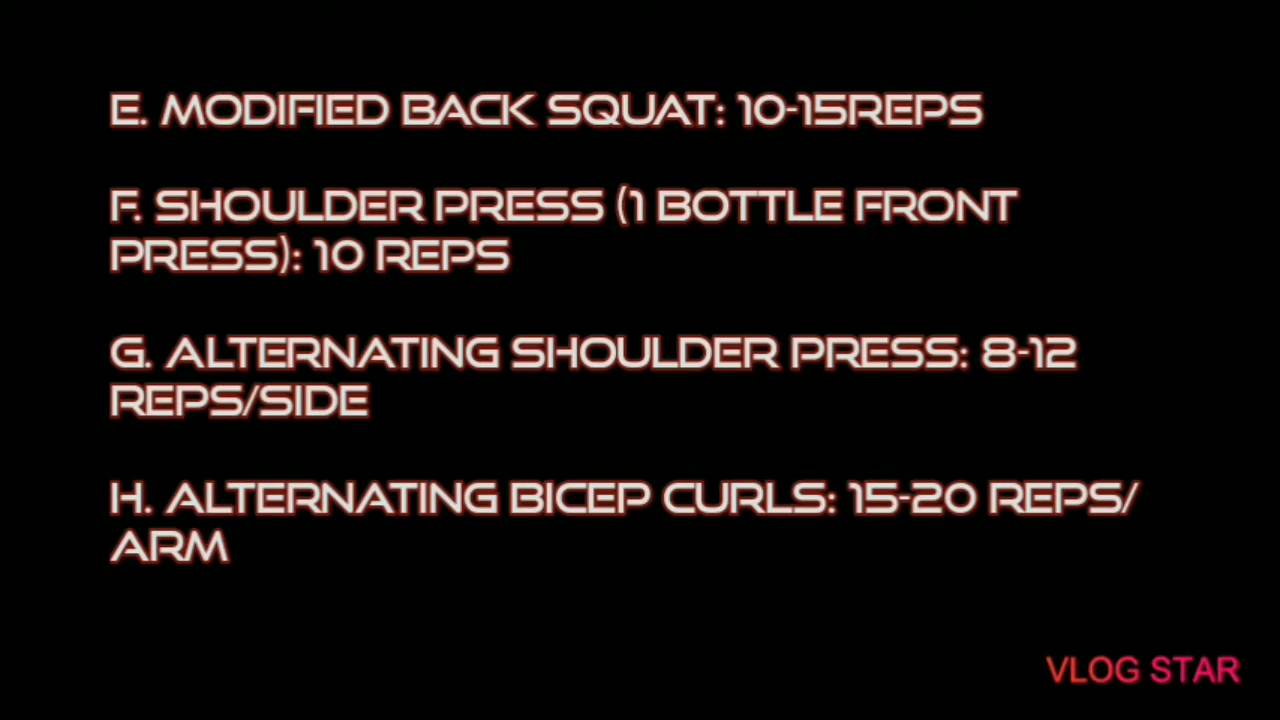 E. MODIFIED BACK SQUAT: 10-15REPS
F. SHOULDER PRESS (1 BOTTLE FRONT
PRESS): 10 REPS
G. ALTERNATING SHOULDER PRESS: 8-12
REPS/SIDE
H. ALTERNATING BICEP CURLS: 15-20 REPS/
ARM
VLOG STAR